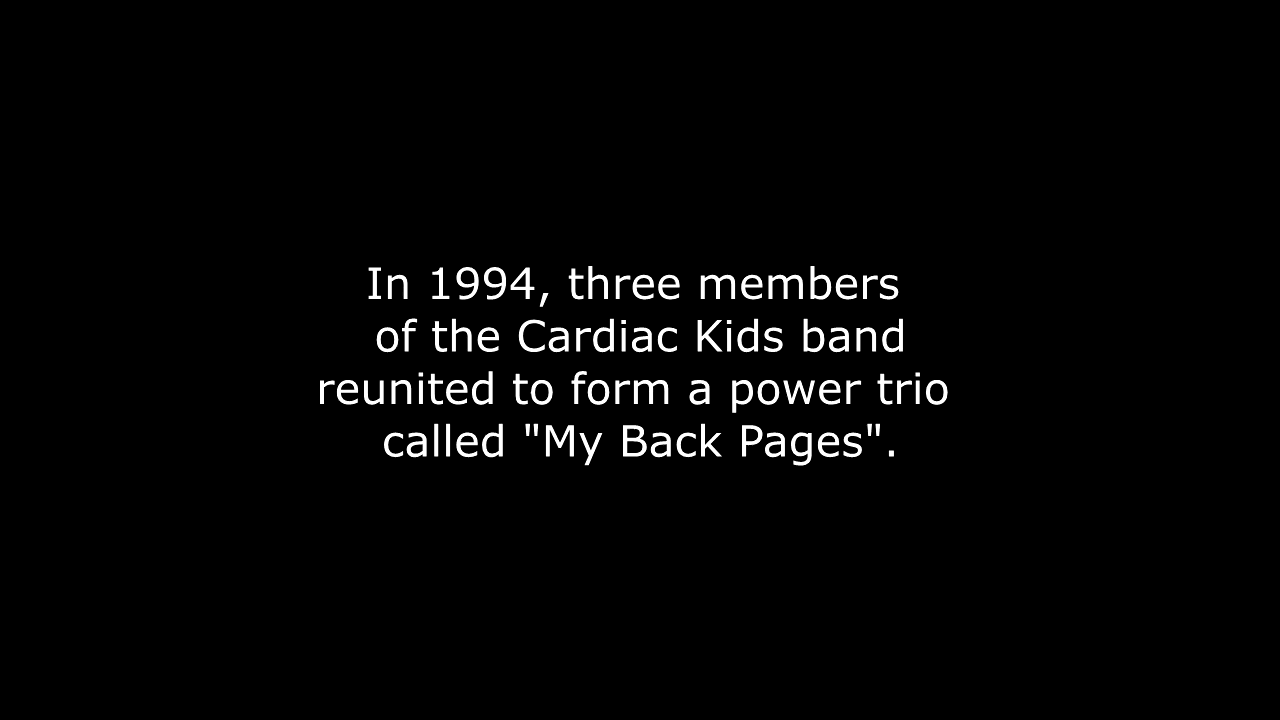 In 1994, three members
of the Cardiac Kids band
reunited to form a power trio
called "My Back Pages".